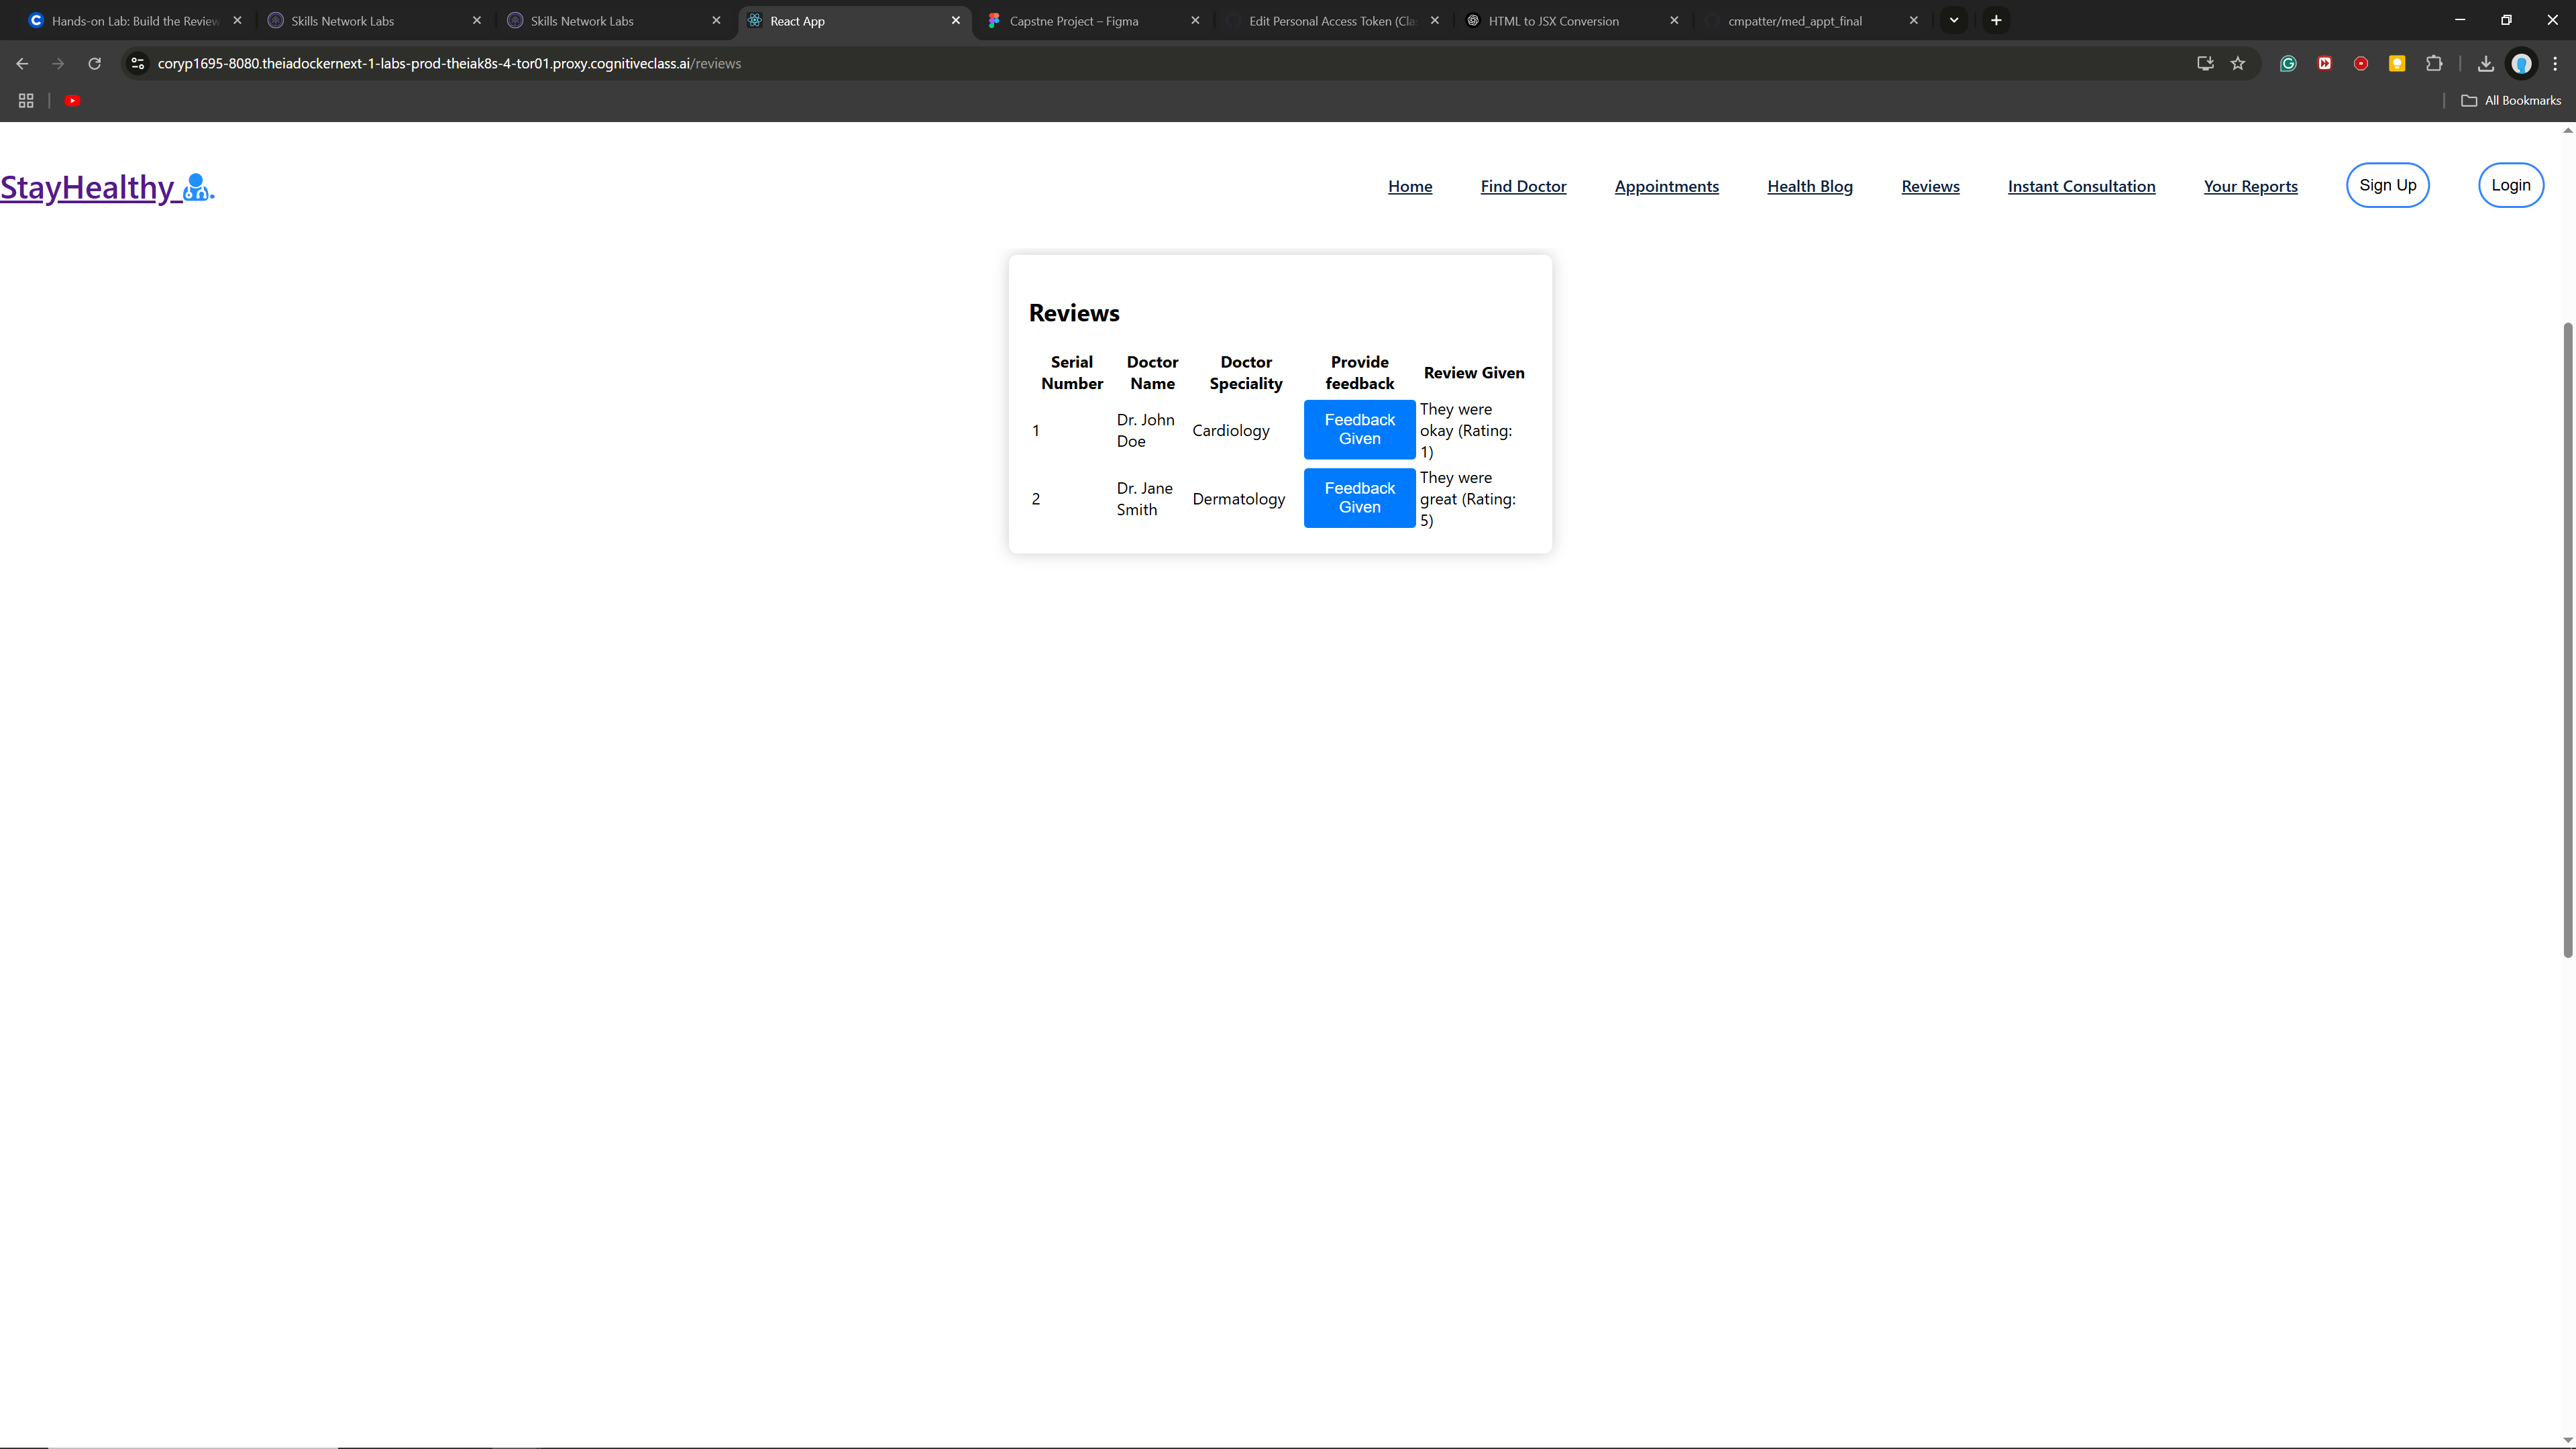 Hands-on Lab: Build the Review
Skills Network Labs
Skills Network Labs
React App
Capstne Project – Figma
Edit Personal Access Token (Cla
HTML to JSX Conversion
cmpatter/med_appt_final
coryp1695-8080.theiadockernext-1-labs-prod-theiak8s-4-tor01.proxy.cognitiveclass.ai/reviews
All Bookmarks
StayHealthy .
Home
Find Doctor
Appointments
Health Blog
Reviews
Instant Consultation
Your Reports
Sign Up
Login
Reviews
Serial
Number
Doctor
Name
Doctor
Speciality
Provide
feedback
Review Given
1
Dr. John
Doe
Cardiology
Feedback
Given
They were
okay (Rating:
1)
2
Dr. Jane
Smith
Dermatology
Feedback
Given
They were
great (Rating:
5)